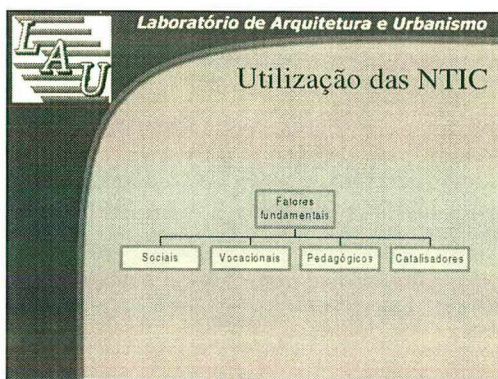 LAU
Laboratório de Arquitetura e Urbanismo
Utilização das NTIC
Fatores
fundamentais
Sociais
Vocacionais
Pedagógicos
Catalisadores